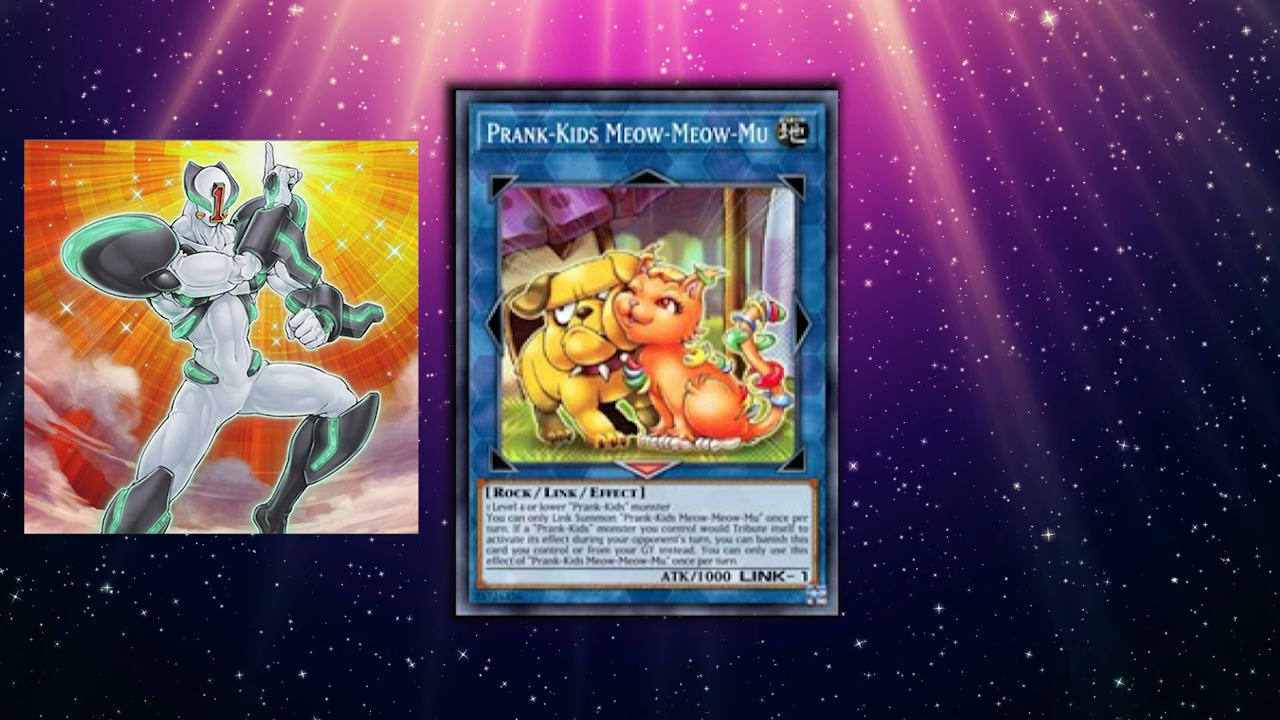 1
PRANK-KIDS MEOW-MEOW-MU
[ROCK/LINK/EFFECT]
1 Level 4 or lower "Prank-Kids" monster
You can only Link Summon "Prank-Kids Meow-Meow-Mu" once per
turn. If a "Prank-Kids" monster you control would Tribute itself to
activate its effect during your opponent's turn, you can banish this
card you control or from your GY instead. You can only use this
effect of "Prank-Kids Meow-Meow-Mu" once per turn.
ATK/1000 LINK-1